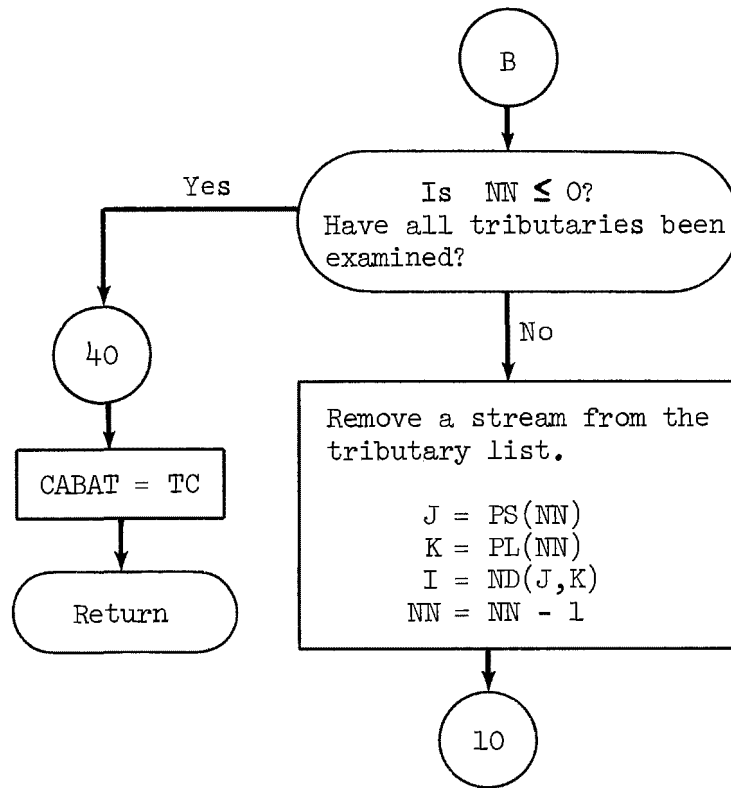 B
Is NN ≤ 0?
Have all tributaries been
examined?
Yes
No
40
CABAT = TC
Return
Remove a stream from the
tributary list.
J = PS(NN)
K = PL(NN)
I = ND(J,K)
NN = NN - 1
10